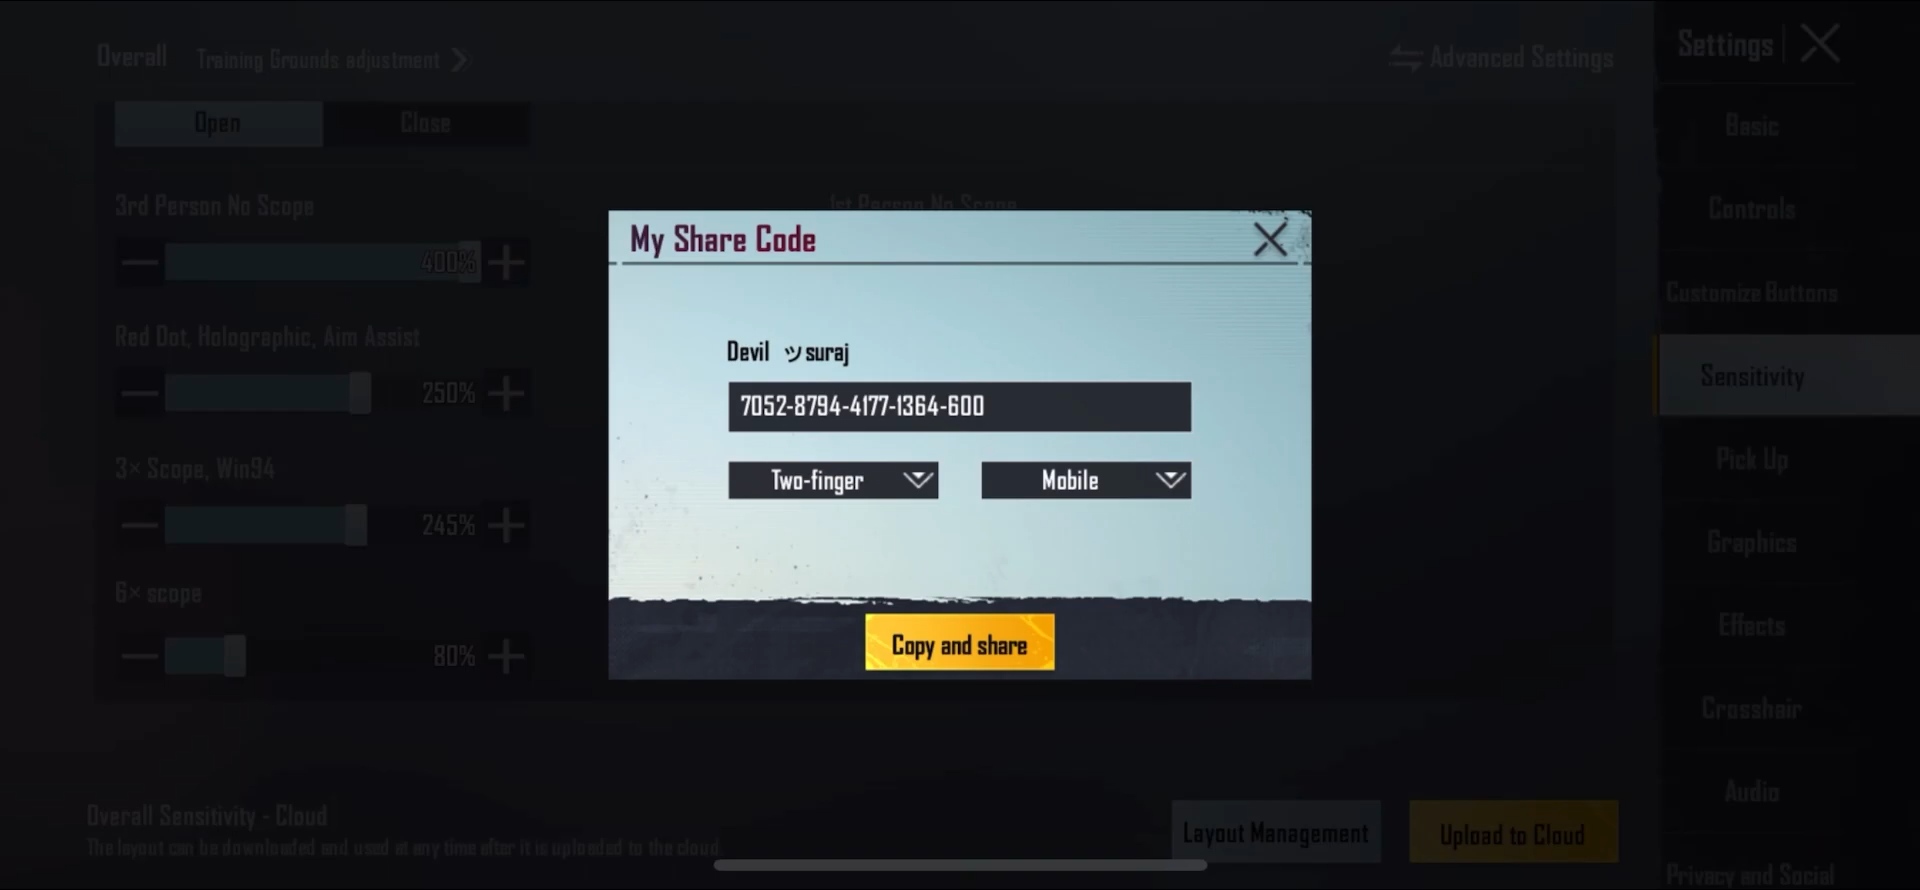 Overall Training Grounds adjustment
Advanced Settings
Settings
Open Close
Basic
3rd Person No Scope
1st Person No Scope
Controls
My Share Code
400%
Customize Buttons
Red Dot, Holographic, Aim Assist
Devil ッsuraj
Sensitivity
250%
7052-8794-4177-1364-600
3× Scope, Win94
Pick Up
Two-finger Mobile
245%
Graphics
6× scope
Effects
80%
Copy and share
Crosshair
Audio
Overall Sensitivity - Cloud
Layout Management
Upload to Cloud
The layout can be downloaded and used at any time after it is uploaded to the cloud.
Privacy and Social